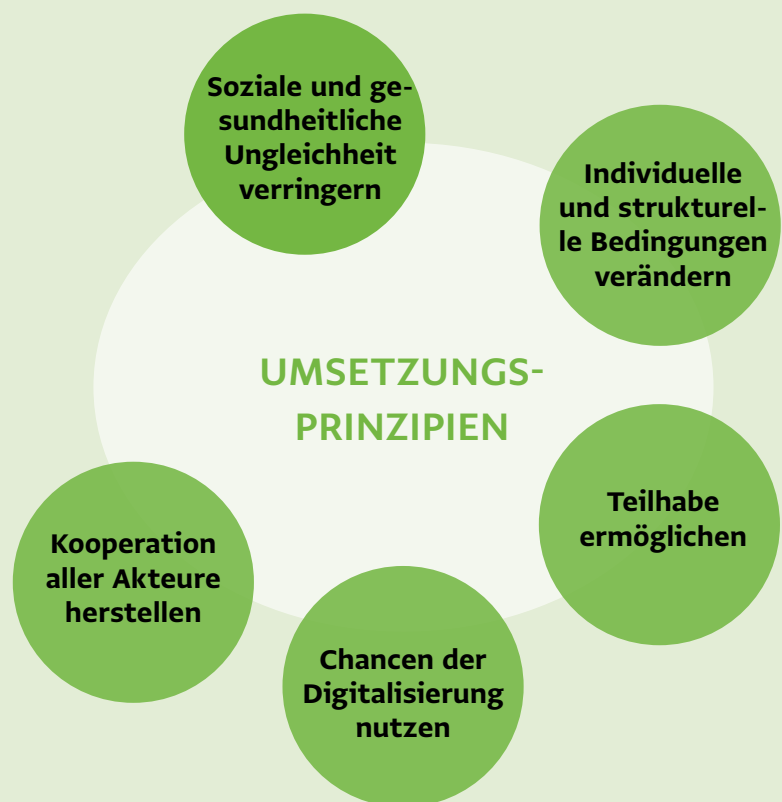 Soziale und ge-
sundheitliche
Ungleichheit
verringern
Individuelle
und strukturel-
le Bedingungen
verändern
UMSETZUNGS-
PRINZIPIEN
Teilhabe
ermöglichen
Kooperation
aller Akteure
herstellen
Chancen der
Digitalisierung
nutzen